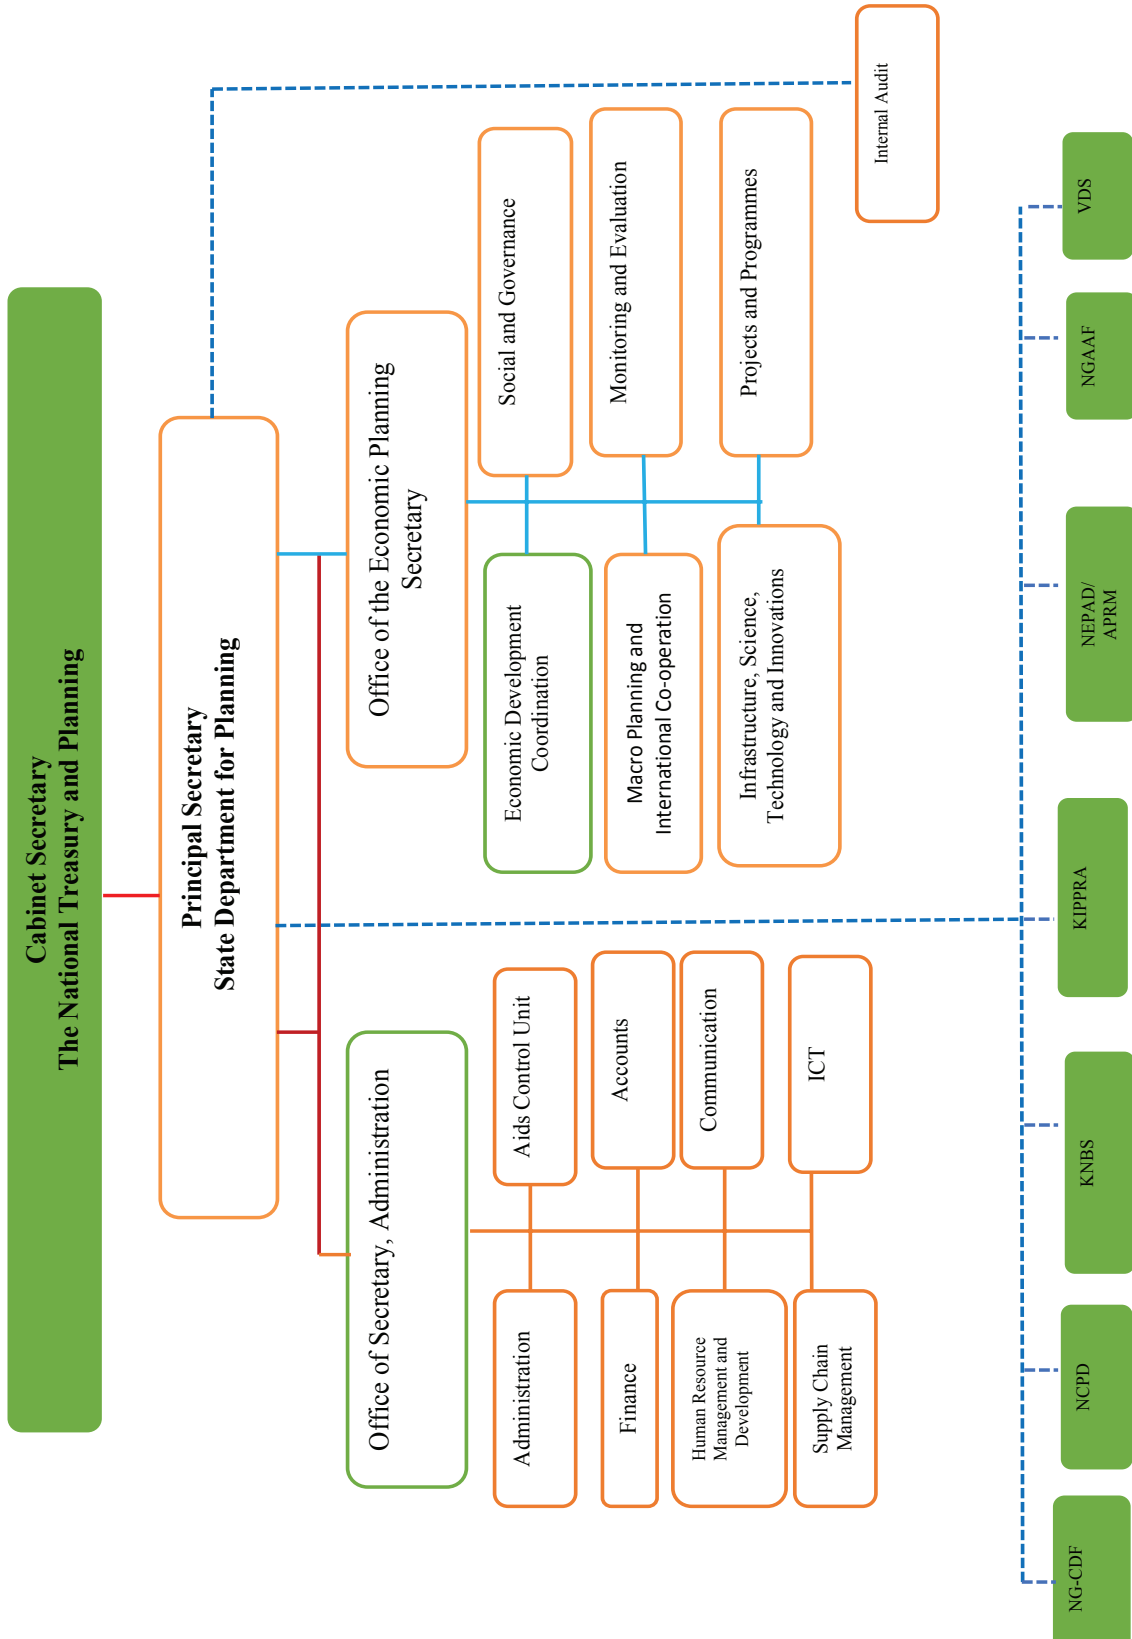 Cabinet Secretary
The National Treasury and Planning
Principal Secretary
State Department for Planning
Office of Secretary, Administration
Office of the Economic Planning
Secretary
Administration
Aids Control Unit
Finance
Accounts
Human Resource
Management and
Development
Communication
Supply Chain
Management
ICT
Economic Development
Coordination
Social and Governance
Macro Planning and
International Co-operation
Monitoring and Evaluation
Infrastructure, Science,
Technology and Innovations
Projects and Programmes
Internal Audit
NG-CDF
NCPD
KNBS
KIPPRA
NEPAD/
APRM
NGAAF
VDS